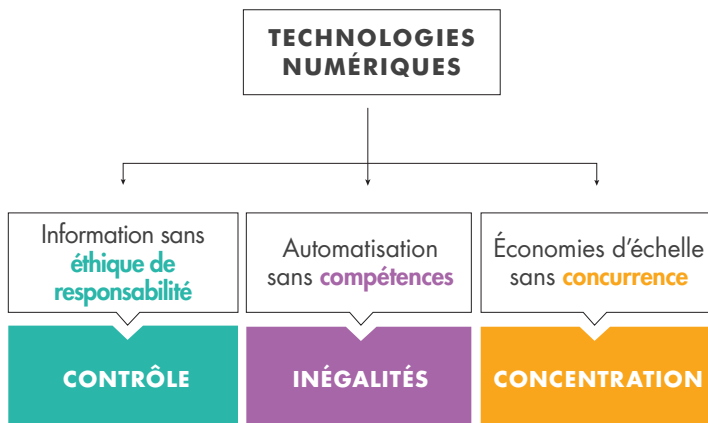 TECHNOLOGIES
NUMÉRIQUES
Information sans
éthique de
responsabilité
Automatisation
sans compétences
Économies d'échelle
sans concurrence
CONTRÔLE
INÉGALITÉS
CONCENTRATION